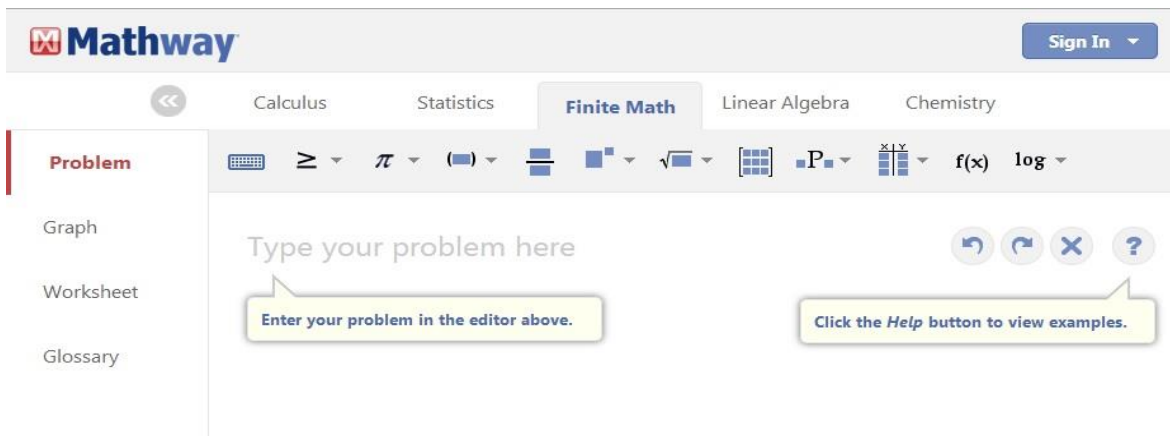 Mathway
Sign In
Calculus Statistics Finite Math Linear Algebra Chemistry
Problem
≥ π (■) √■ ■P■ X Y f(x) log
Graph
Type your problem here
?
Worksheet
Enter your problem in the editor above.
Click the Help button to view examples.
Glossary